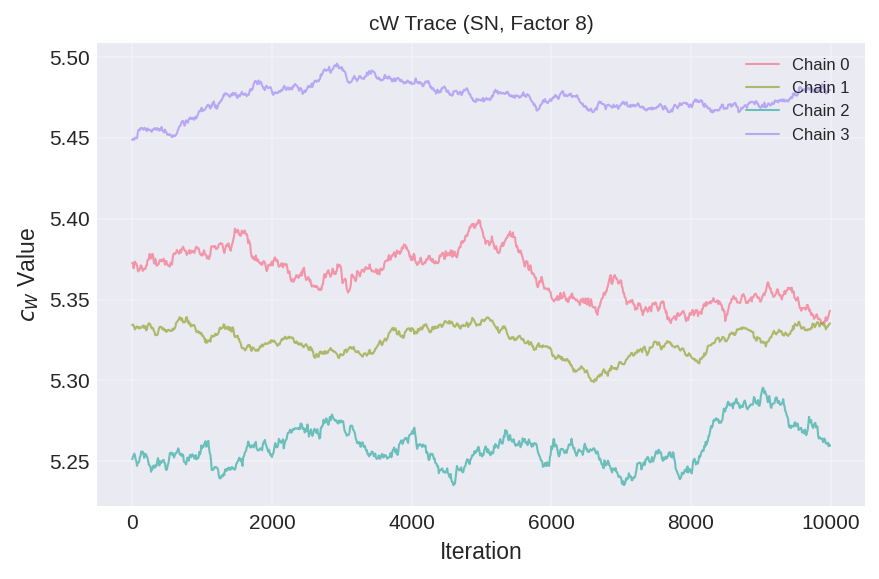 cW Trace (SN, Factor 8)
5.50
5.45
5.40
5.35
5.30
5.25
c_W Value
Chain 0
Chain 1
Chain 2
Chain 3
0 2000 4000 6000 8000 10000
Iteration